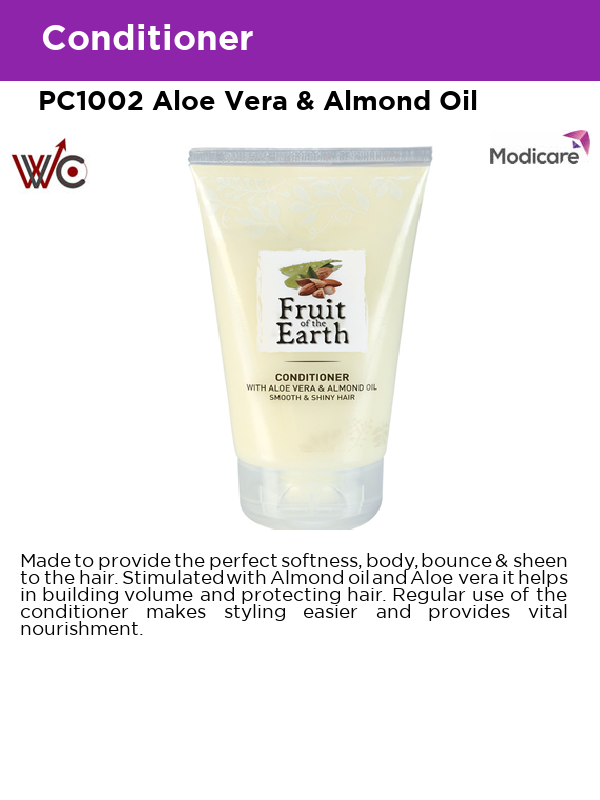 Conditioner
PC1002 Aloe Vera & Almond Oil
WC
Modicare
Fruit
of the
Earth
CONDITIONER
WITH ALOE VERA & ALMOND OIL
SMOOTH & SHINY HAIR
Made to provide the perfect softness, body, bounce & sheen
to the hair. Stimulated with Almond oil and Aloe vera it helps
in building volume and protecting hair. Regular use of the
conditioner makes styling easier and provides vital
nourishment.